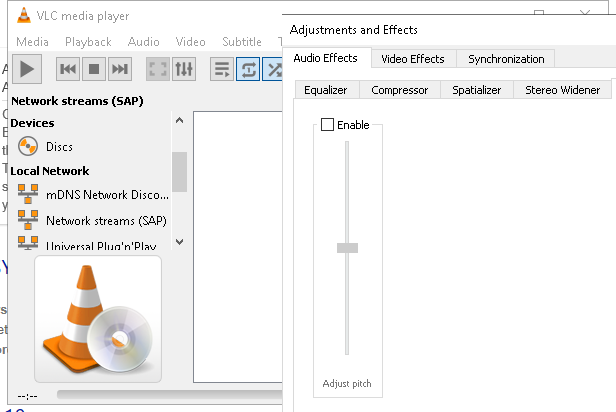 VLC media player
Media Playback Audio Video Subtitle
Network streams (SAP)
Devices
Discs
Local Network
mDNS Network Disco...
Network streams (SAP)
Universal Plug'n'Play
--:--
Adjustments and Effects
Audio Effects Video Effects Synchronization
Equalizer Compressor Spatializer Stereo Widener
Enable
Adjust pitch